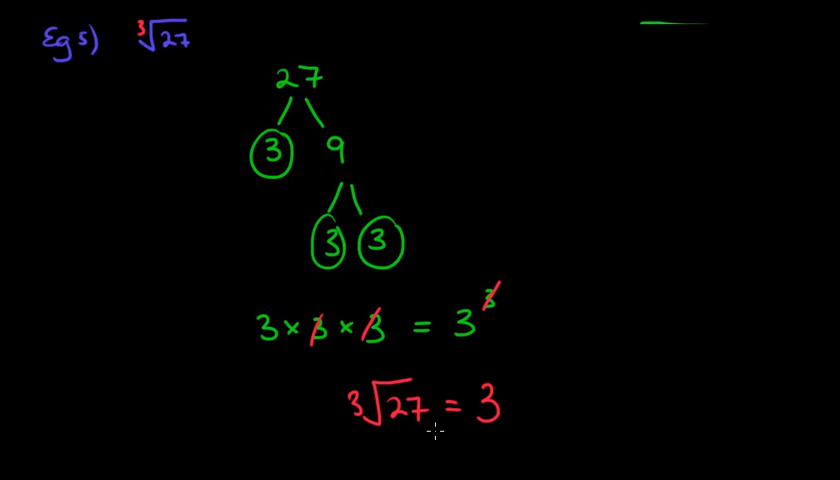 Eg 5) ³√27
27
3 9
3 3
3 × 3 × 3 = 3³
³√27 = 3